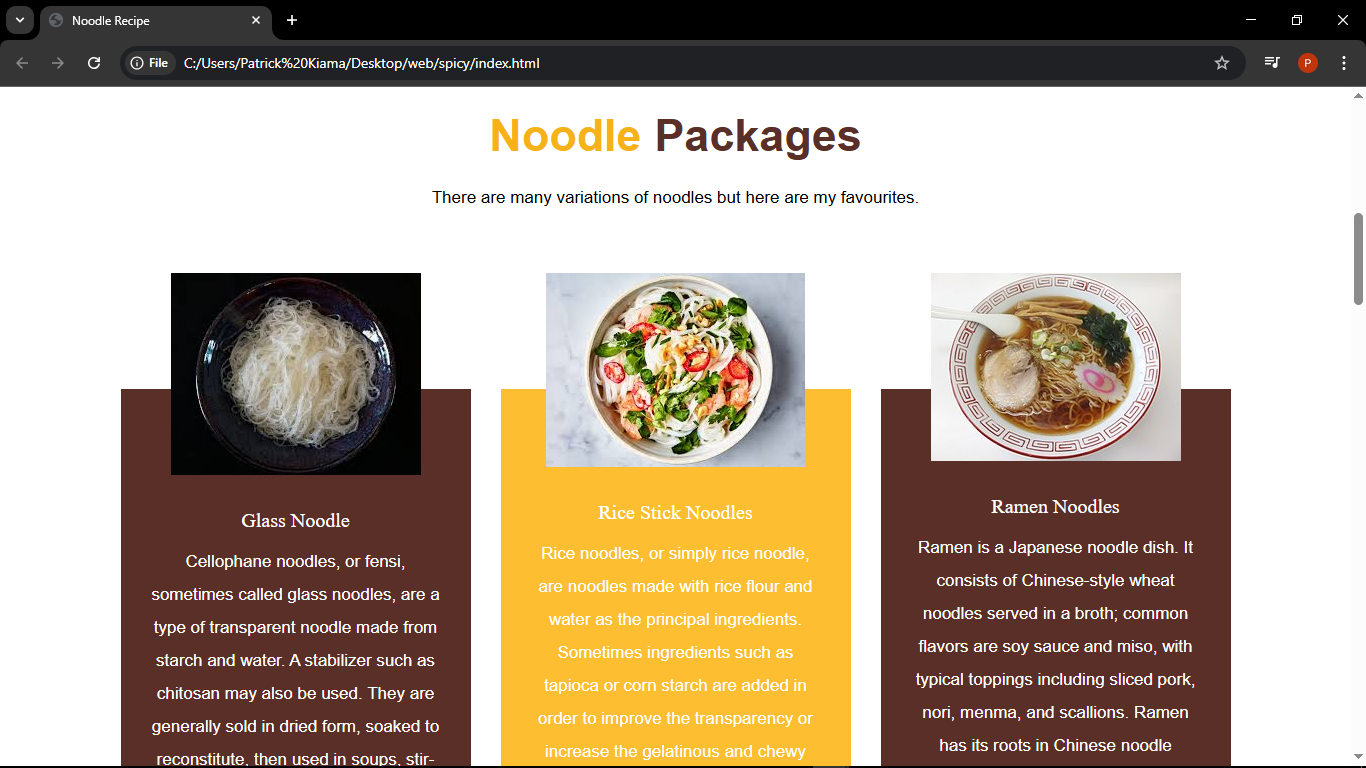 Noodle Recipe
File
C:/Users/Patrick%20Kiama/Desktop/web/spicy/index.html
P
Noodle Packages
There are many variations of noodles but here are my favourites.
Glass Noodle
Cellophane noodles, or fensi,
sometimes called glass noodles, are a
type of transparent noodle made from
starch and water. A stabilizer such as
chitosan may also be used. They are
generally sold in dried form, soaked to
reconstitute, then used in soups, stir-
Rice Stick Noodles
Rice noodles, or simply rice noodle,
are noodles made with rice flour and
water as the principal ingredients.
Sometimes ingredients such as
tapioca or corn starch are added in
order to improve the transparency or
increase the gelatinous and chewy
Ramen Noodles
Ramen is a Japanese noodle dish. It
consists of Chinese-style wheat
noodles served in a broth; common
flavors are soy sauce and miso, with
typical toppings including sliced pork,
nori, menma, and scallions. Ramen
has its roots in Chinese noodle